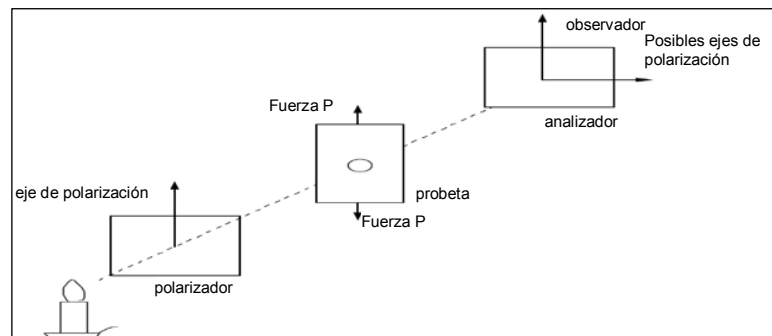 observador
Posibles ejes de
polarización
Fuerza P
analizador
eje de polarización
probeta
Fuerza P
polarizador